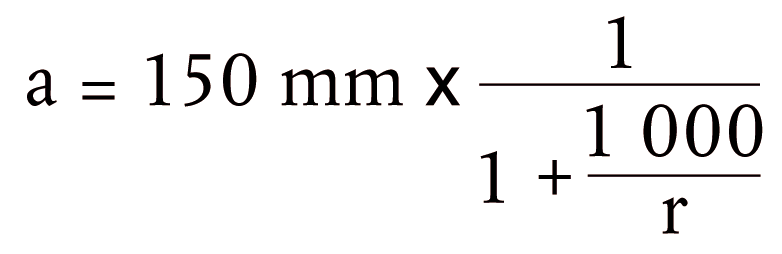 a = 150 mm x 1
1 + 1 000
r